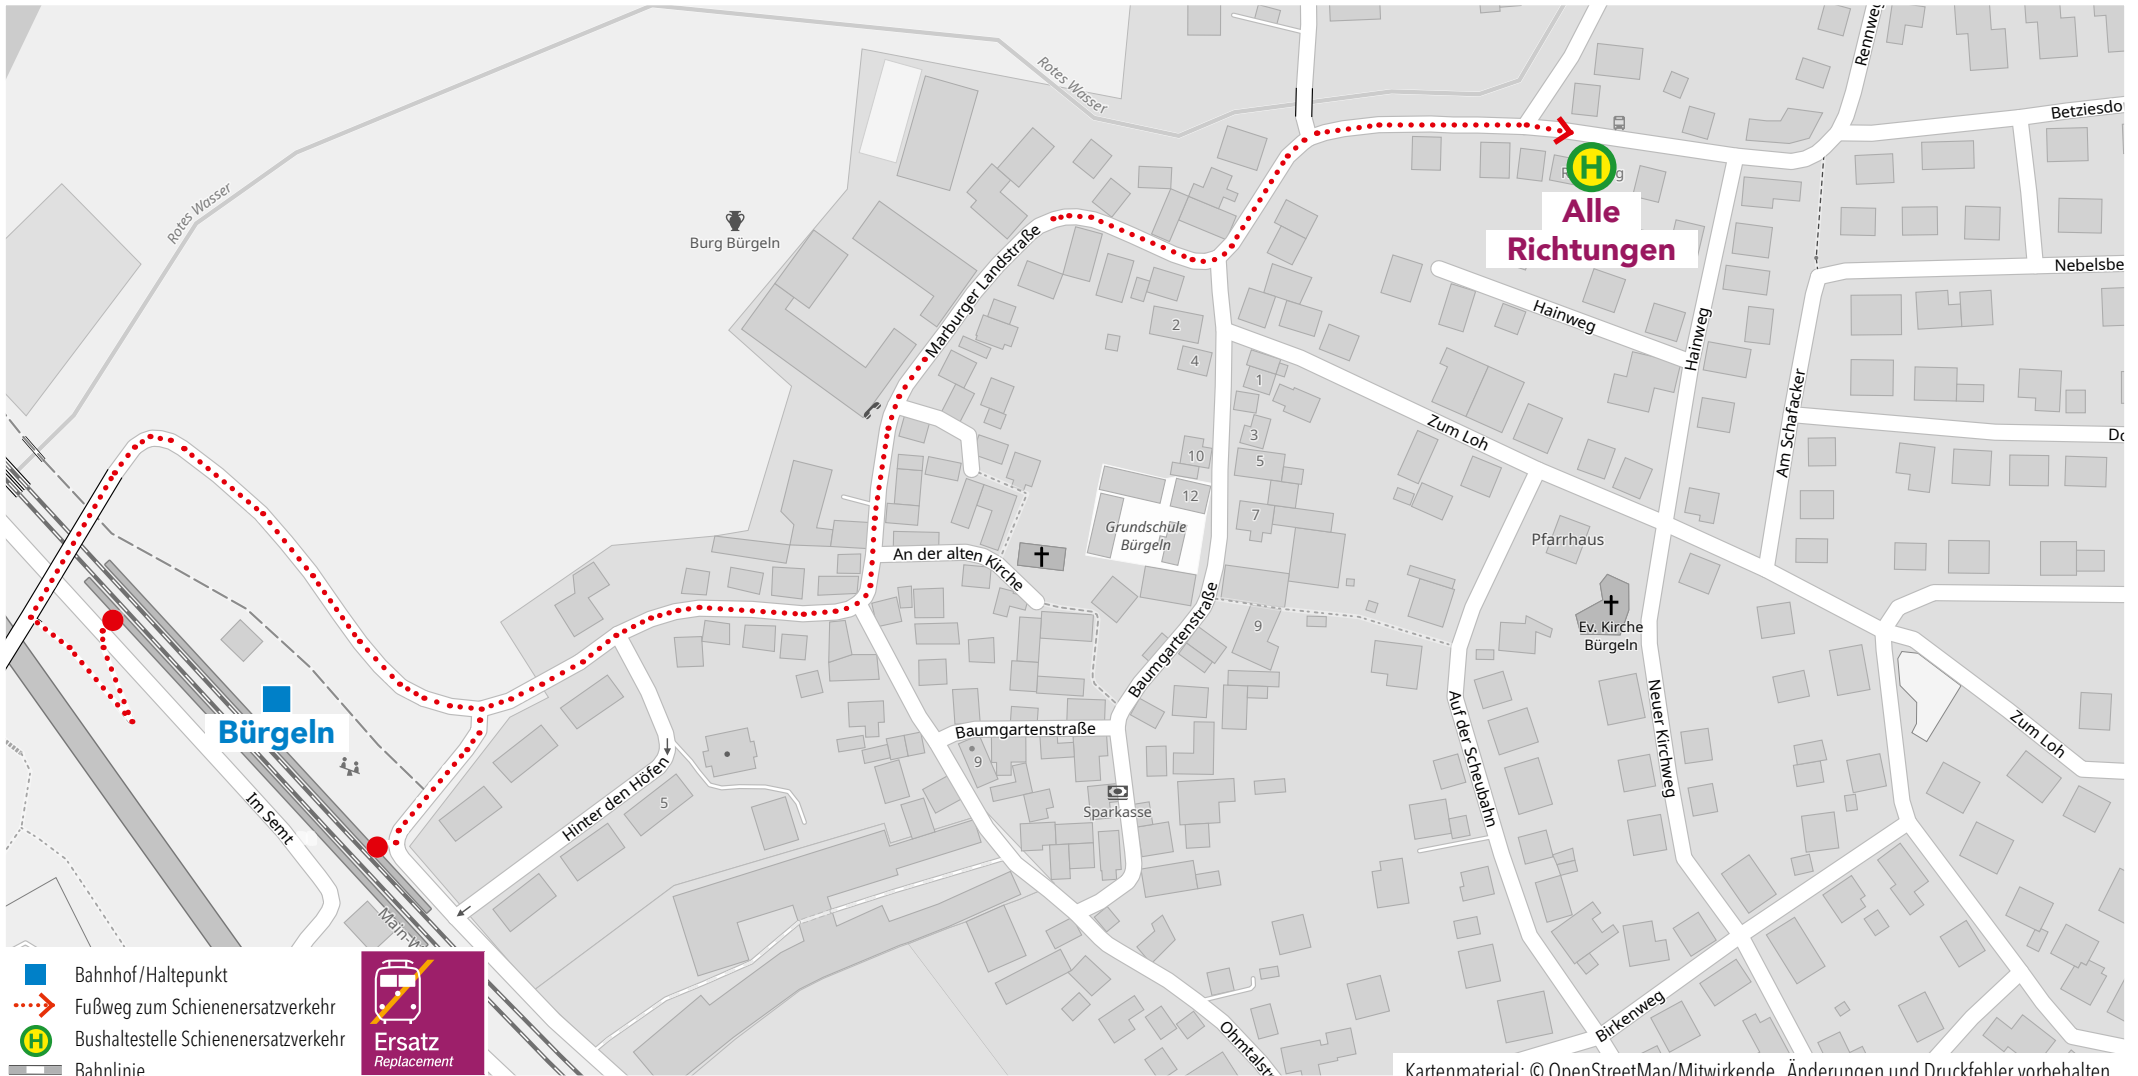 Rennweg
Rotes Wasser
Betziesdo
H
Alle
Richtungen
Rotes Wasser
Burg Bürgeln
Marburger Landstraße
Nebelsbe
Hainweg
Hainweg
2
4
1
3
5
10
12
7
Zum Loh
Am Schafacker
Do
Grundschule
Bürgeln
Pfarrhaus
An der alten Kirche
Ev. Kirche
Bürgeln
9
Baumgartenstraße
Baumgartenstraße
9
Bürgeln
Auf der Scheubahn
Neuer Kirchweg
Zum Loh
Im Semt
Hinter den Höfen
5
Sparkasse
Main-W
Birkenweg
Ohmtalstr
Bahnhof/Haltepunkt
Fußweg zum Schienenersatzverkehr
H
Bushaltestelle Schienenersatzverkehr
Bahnlinie
Ersatz
Replacement
Kartenmaterial: © OpenStreetMap/Mitwirkende, Änderungen und Druckfehler vorbehalten